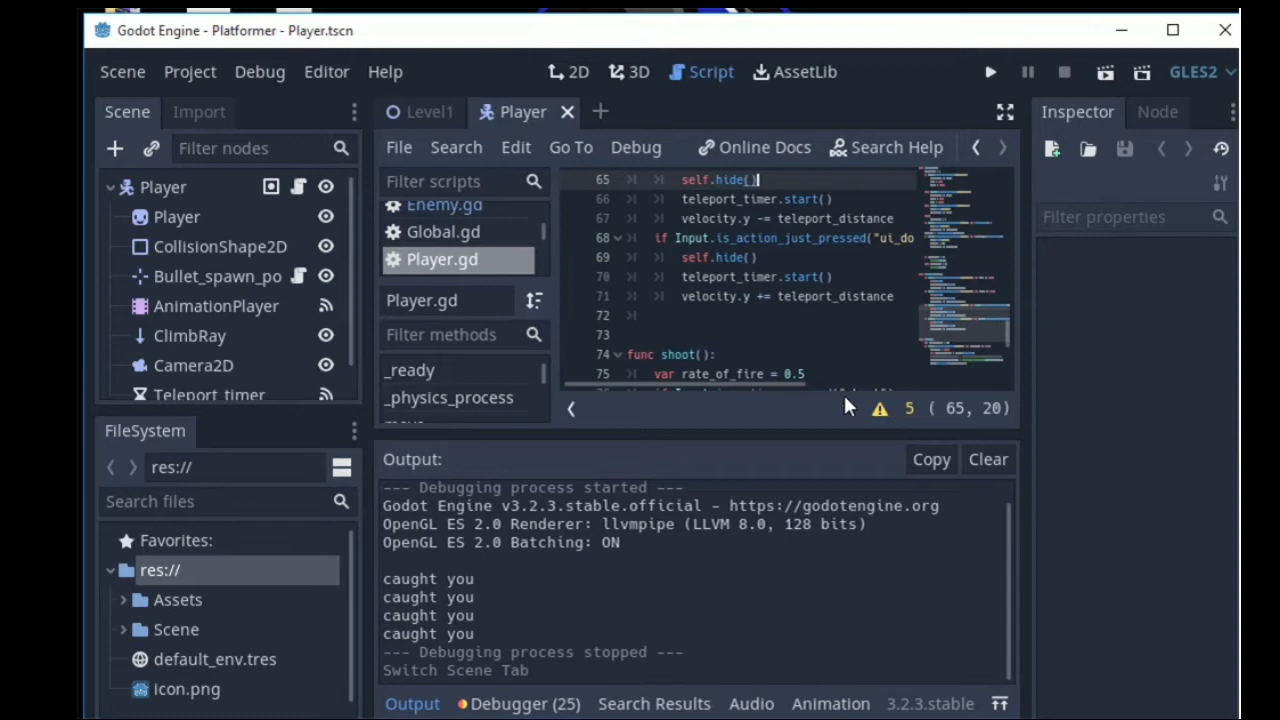 Godot Engine - Platformer - Player.tscn
Scene Project Debug Editor Help 2D 3D Script AssetLib GLES2
Scene Import
Filter nodes
Player
Player
CollisionShape2D
Bullet_spawn_po
AnimationPlayer
ClimbRay
Camera2D
Teleport timer
FileSystem
res://
Search files
Favorites:
res://
Assets
Scene
default_env.tres
icon.png
Level1 Player
File Search Edit Go To Debug Online Docs Search Help
Filter scripts
Enemy.gd
Global.gd
Player.gd
Player.gd
Filter methods
_ready
_physics_process
65 self.hide()
66 teleport_timer.start()
67 velocity.y -= teleport_distance
68 if Input.is_action_just_pressed("ui_do
69 self.hide()
70 teleport_timer.start()
71 velocity.y += teleport_distance
72
73
74 func shoot():
75 var rate_of_fire = 0.5
5 ( 65, 20)
Output: Copy Clear
--- Debugging process started ---
Godot Engine v3.2.3.stable.official - https://godotengine.org
OpenGL ES 2.0 Renderer: llvmpipe (LLVM 8.0, 128 bits)
OpenGL ES 2.0 Batching: ON
caught you
caught you
caught you
caught you
--- Debugging process stopped ---
Switch Scene Tab
Output Debugger (25) Search Results Audio Animation 3.2.3.stable
Inspector Node
Filter properties